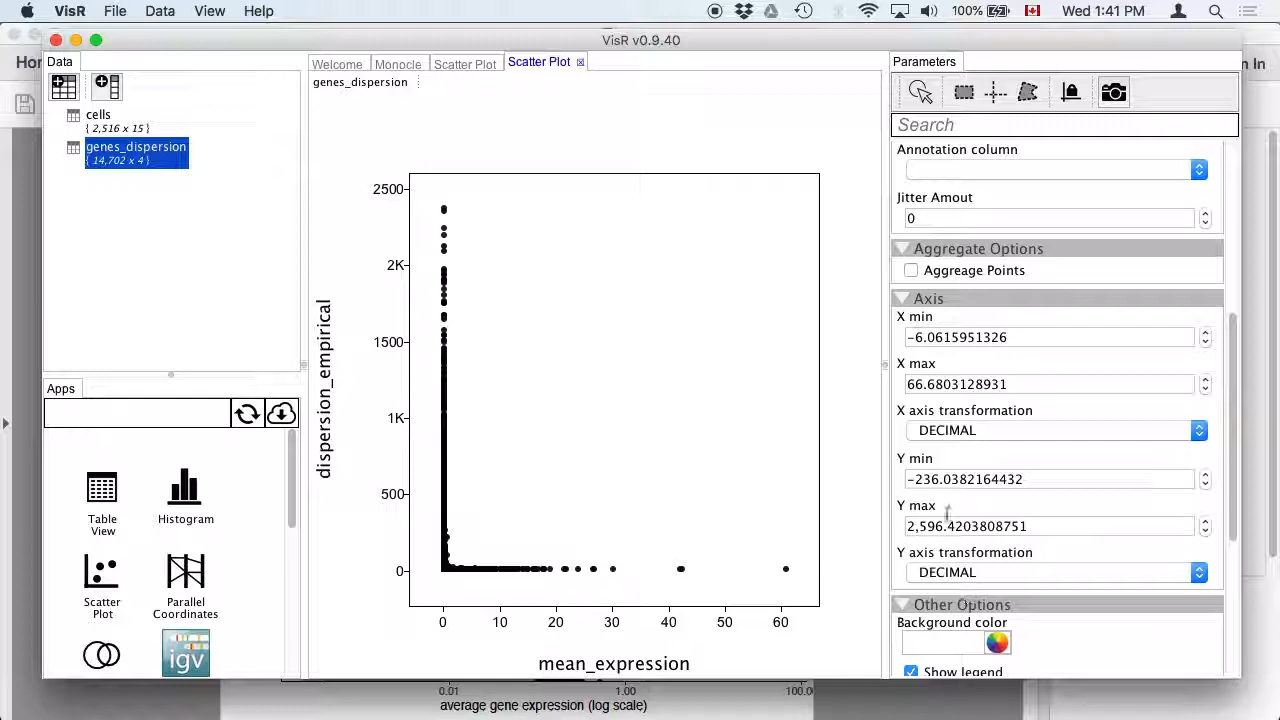 VisR File Data View Help 100% Wed 1:41 PM
VisR v0.9.40
Data
Welcome Monocle Scatter Plot Scatter Plot
Parameters
genes_dispersion
cells
{ 2,516 x 15 }
genes_dispersion
{ 14,702 x 4 }
Search
Annotation column
Jitter Amout
0
Aggregate Options
Aggreage Points
Axis
X min
-6.0615951326
X max
66.6803128931
X axis transformation
DECIMAL
Y min
-236.0382164432
Y max
2,596.4203808751
Y axis transformation
DECIMAL
Other Options
Background color
Show legend
2500
2K
1500
1K
500
0
dispersion_empirical
0 10 20 30 40 50 60
mean_expression
Apps
Table View
Histogram
Scatter Plot
Parallel Coordinates
igv
0.01 1.00 100.0
average gene expression (log scale)